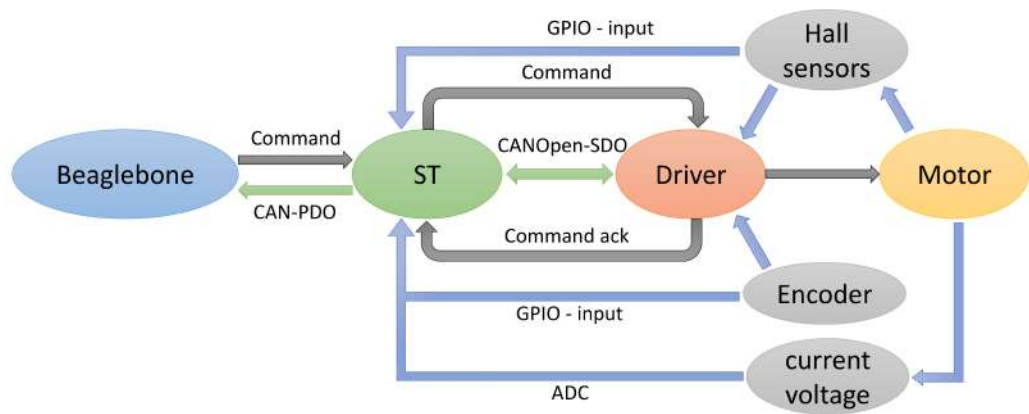 GPIO - input
Hall
sensors
Command
Command
CANOpen-SDO
Beaglebone
ST
Driver
Motor
CAN-PDO
Command ack
Encoder
GPIO - input
current
voltage
ADC